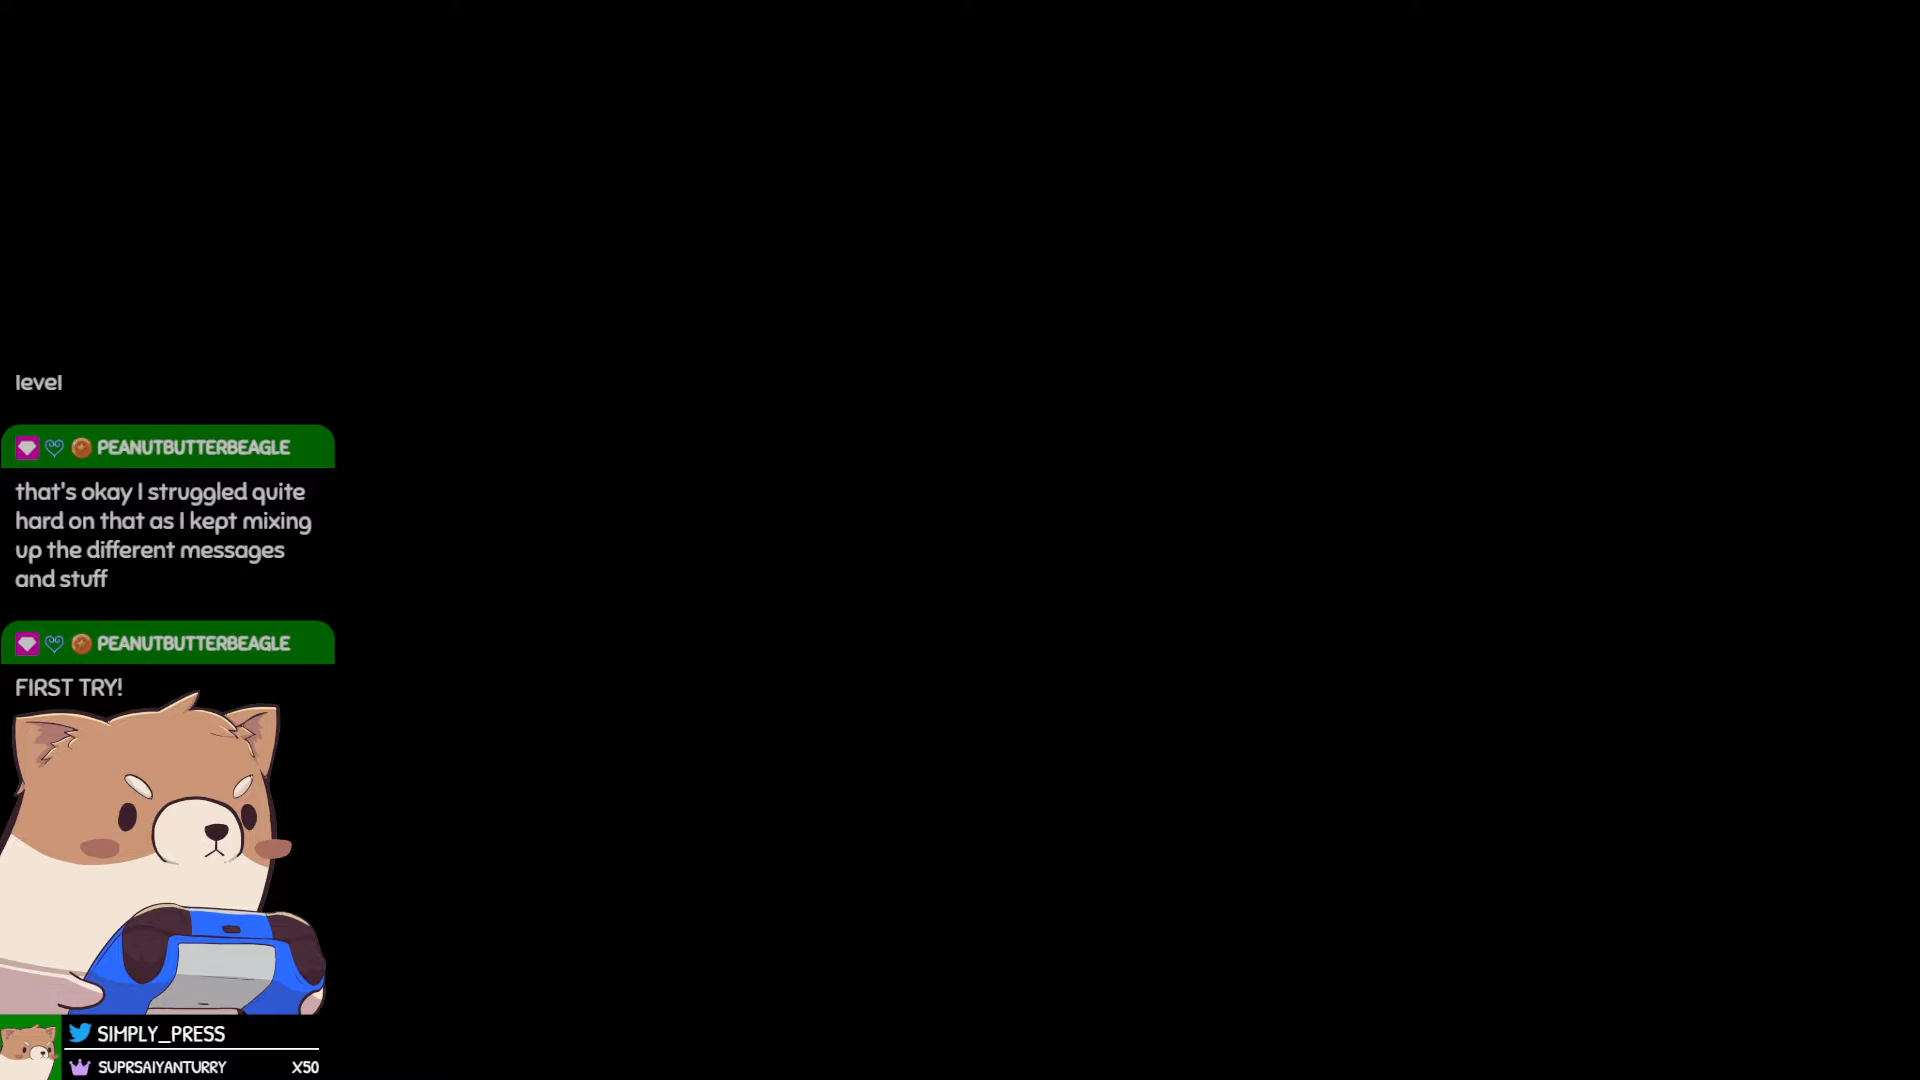 level
PEANUTBUTTERBEAGLE
that's okay I struggled quite
hard on that as I kept mixing
up the different messages
and stuff
PEANUTBUTTERBEAGLE
FIRST TRY!
SIMPLY_PRESS
SUPRSAIYANTURRY X50